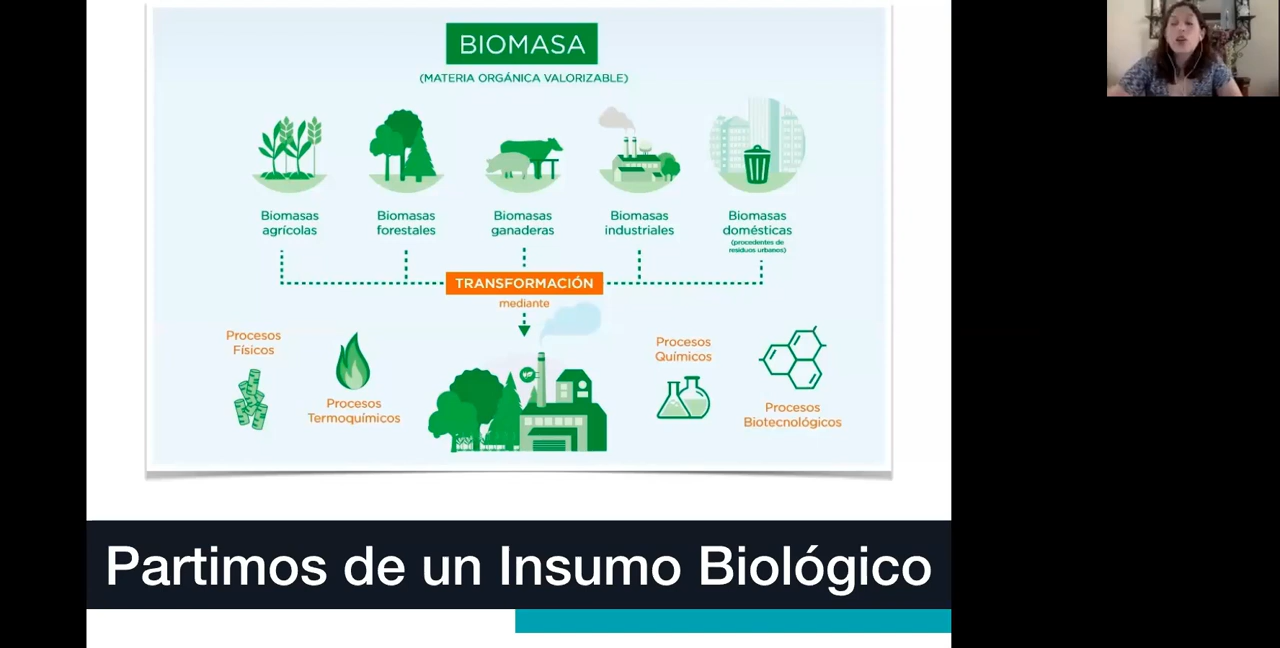 BIOMASA
(MATERIA ORGÁNICA VALORIZABLE)
Biomasas
agrícolas
Biomasas
forestales
Biomasas
ganaderas
Biomasas
industriales
Biomasas
domésticas
(procedentes de
residuos urbanos)
TRANSFORMACIÓN
mediante
Procesos
Físicos
Procesos
Termoquímicos
Procesos
Químicos
Procesos
Biotecnológicos
Partimos de un Insumo Biológico